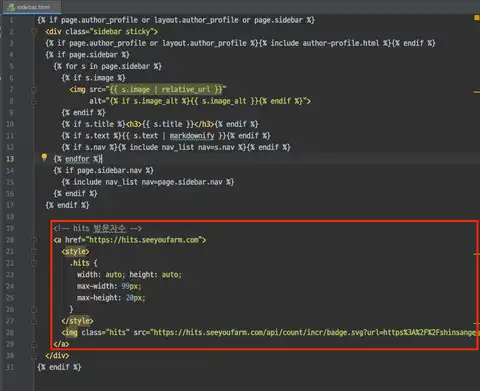 sidebar.html
1 {% if page.author_profile or layout.author_profile or page.sidebar %}
2 <div class="sidebar sticky">
3 {% if page.author_profile or layout.author_profile %}{% include author-profile.html %}{% endif %}
4 {% if page.sidebar %}
5 {% for s in page.sidebar %}
6 {% if s.image %}
7 <img src="{{ s.image | relative_url }}"
8 alt="{% if s.image_alt %}{{ s.image_alt }}{% endif %}">
9 {% endif %}
10 {% if s.title %}<h3>{{ s.title }}</h3>{% endif %}
11 {% if s.text %}{{ s.text | markdownify }}{% endif %}
12 {% if s.nav %}{% include nav_list nav=s.nav %}{% endif %}
13 {% endfor %}
14 {% if page.sidebar.nav %}
15 {% include nav_list nav=page.sidebar.nav %}
16 {% endif %}
17 {% endif %}
18
19 <!-- hits 방문자수 -->
20 <a href="https://hits.seeyoufarm.com">
21 <style>
22 .hits {
23 width: auto; height: auto;
24 max-width: 99px;
25 max-height: 20px;
26 }
27 </style>
28 <img class="hits" src="https://hits.seeyoufarm.com/api/count/incr/badge.svg?url=https%3A%2F%2Fshinsange
29 </a>
30 </div>
31 {% endif %}